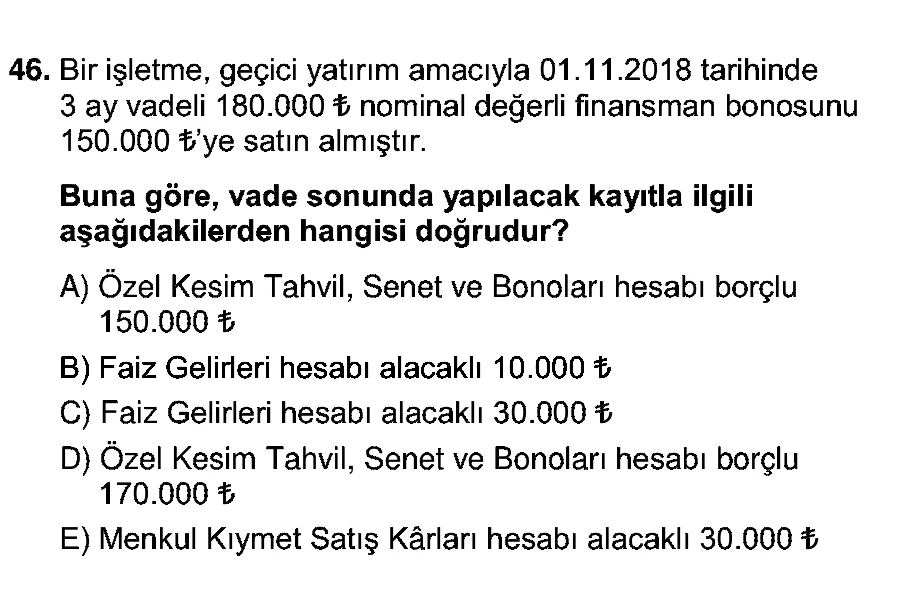 46. Bir işletme, geçici yatırım amacıyla 01.11.2018 tarihinde
3 ay vadeli 180.000 ₺ nominal değerli finansman bonosunu
150.000 ₺’ye satın almıştır.
Buna göre, vade sonunda yapılacak kayıtla ilgili
aşağıdakilerden hangisi doğrudur?
A) Özel Kesim Tahvil, Senet ve Bonoları hesabı borçlu
150.000 ₺
B) Faiz Gelirleri hesabı alacaklı 10.000 ₺
C) Faiz Gelirleri hesabı alacaklı 30.000 ₺
D) Özel Kesim Tahvil, Senet ve Bonoları hesabı borçlu
170.000 ₺
E) Menkul Kıymet Satış Kârları hesabı alacaklı 30.000 ₺